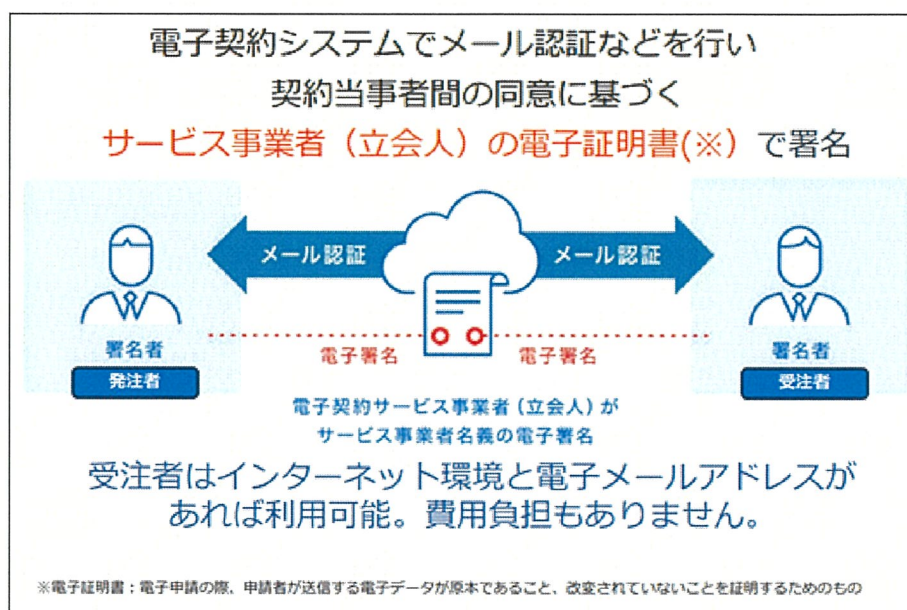 電子契約システムでメール認証などを行い
契約当事者間の同意に基づく
サービス事業者（立会人）の電子証明書(※）で署名
メール認証
メール認証
電子署名
電子署名
署名者
発注者
署名者
受注者
電子契約サービス事業者（立会人）が
サービス事業者名義の電子署名
受注者はインターネット環境と電子メールアドレスが
あれば利用可能。費用負担もありません。
※電子証明書：電子申請の際、申請者が送信する電子データが原本であること、改変されていないことを証明するためのもの